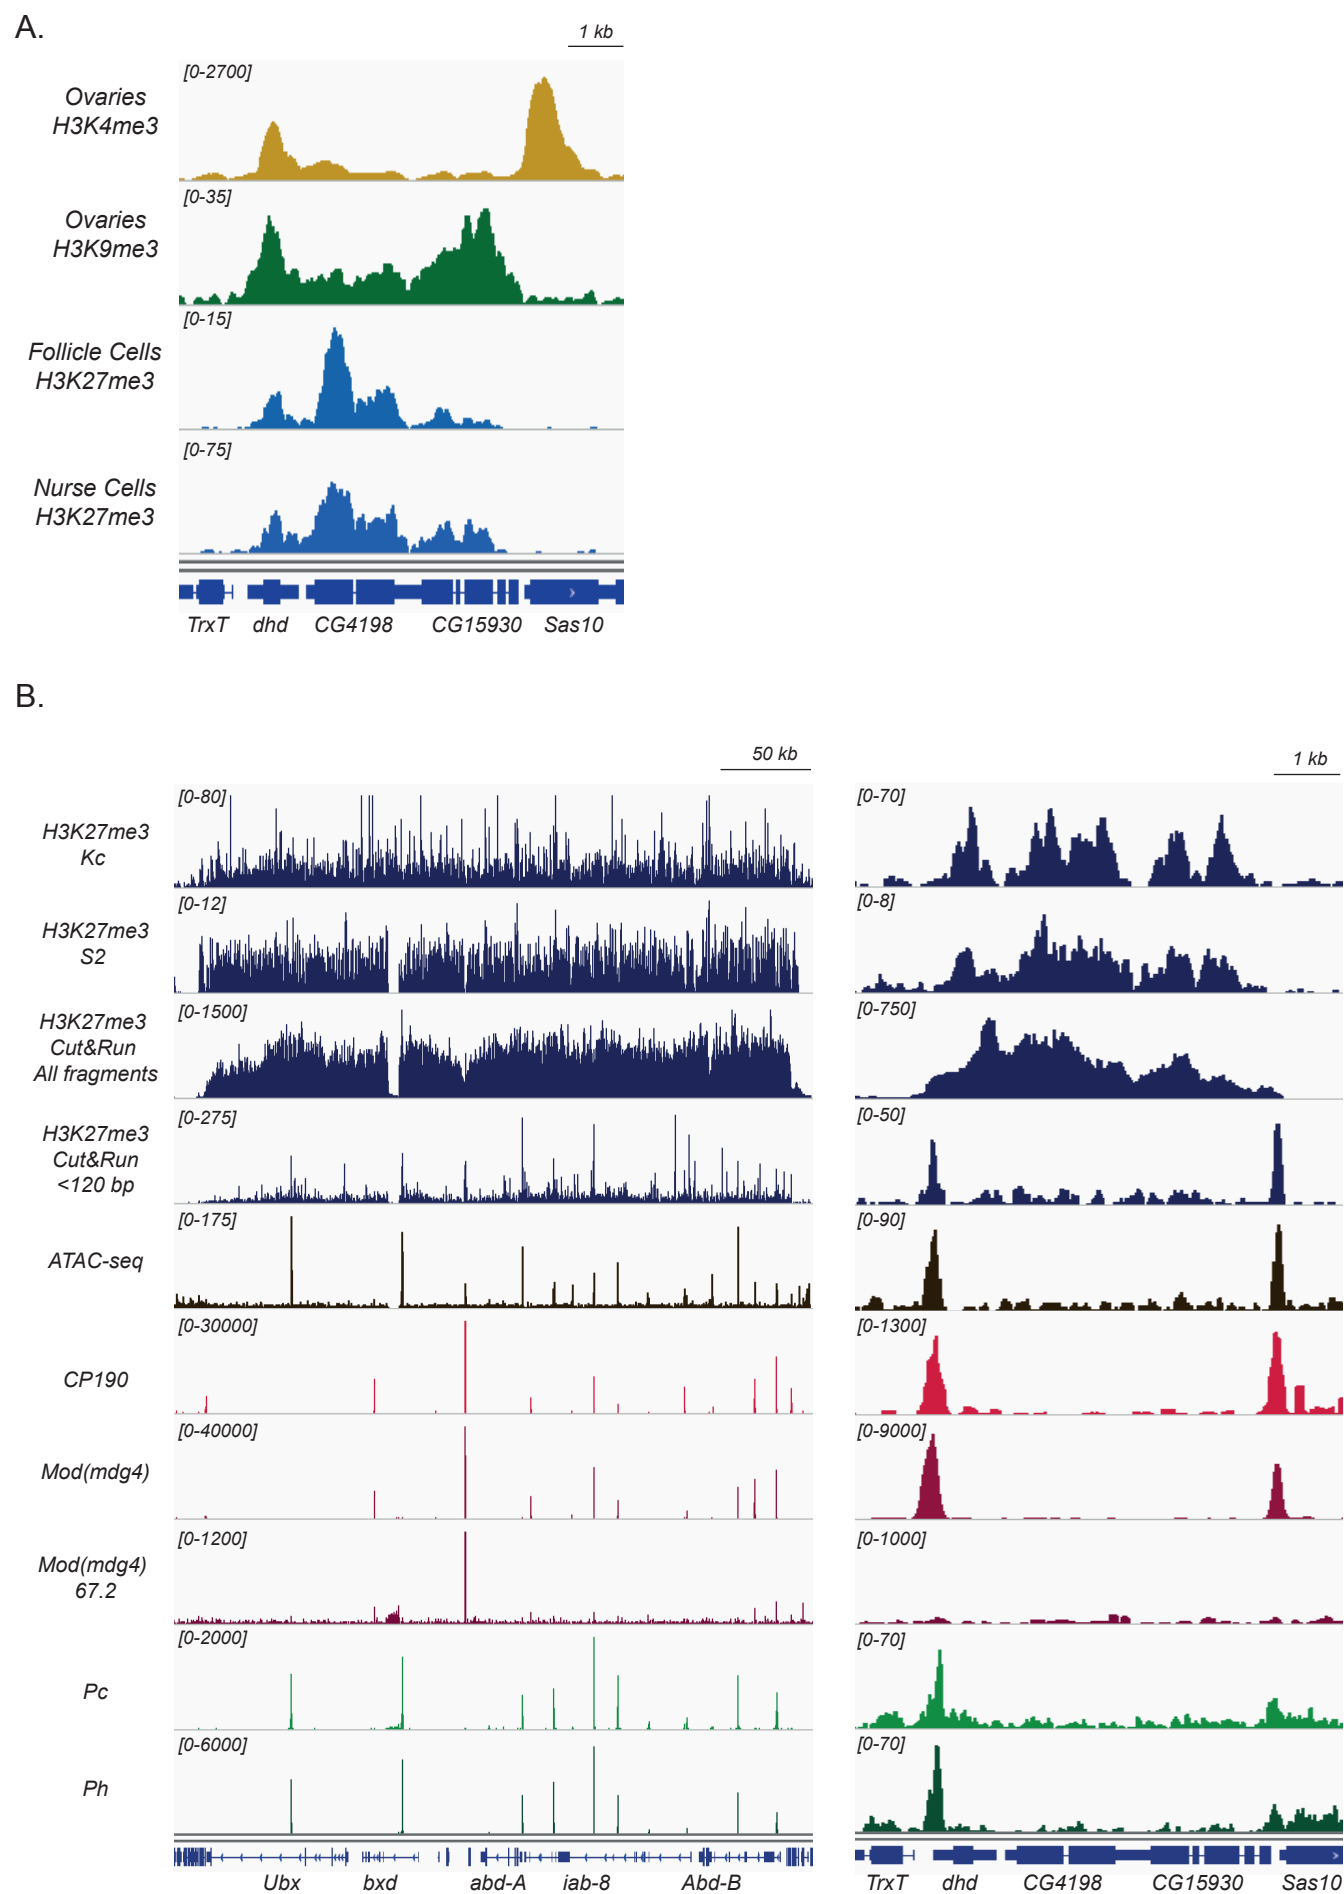 A.
1 kb
Ovaries
H3K4me3
[0-2700]
Ovaries
H3K9me3
[0-35]
Follicle Cells
H3K27me3
[0-15]
Nurse Cells
H3K27me3
[0-75]
TrxT dhd CG4198 CG15930 Sas10
B.
50 kb
1 kb
H3K27me3
Kc
[0-80]
[0-70]
H3K27me3
S2
[0-12]
[0-8]
H3K27me3
Cut&Run
All fragments
[0-1500]
[0-750]
H3K27me3
Cut&Run
<120 bp
[0-275]
[0-50]
ATAC-seq
[0-175]
[0-90]
CP190
[0-30000]
[0-1300]
Mod(mdg4)
[0-40000]
[0-9000]
Mod(mdg4)
67.2
[0-1200]
[0-1000]
Pc
[0-2000]
[0-70]
Ph
[0-6000]
[0-70]
Ubx bxd abd-A iab-8 Abd-B
TrxT dhd CG4198 CG15930 Sas10